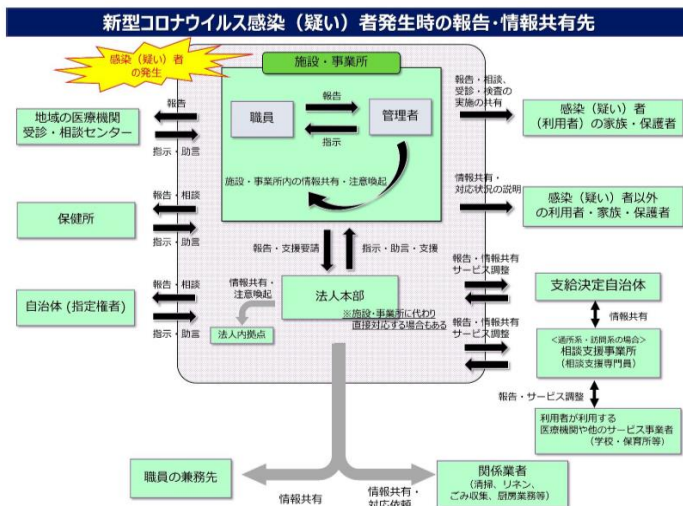 新型コロナウイルス感染（疑い）者発生時の報告・情報共有先
感染（疑い）者
の発生
施設・事業所
職員
報告
指示
管理者
施設・事業所内の情報共有・注意喚起
地域の医療機関
受診・相談センター
報告
指示・助言
保健所
報告・相談
指示・助言
自治体 (指定権者)
報告・相談
指示・助言
報告・相談、
受診・検査の
実施の共有
感染（疑い）者
（利用者）の家族・保護者
情報共有・
対応状況の説明
感染（疑い）者以外
の利用者・家族・保護者
報告・支援要請
指示・助言・支援
法人本部
※施設・事業所に代わり
直接対応する場合もある
情報共有・
注意喚起
法人内拠点
報告・情報共有
サービス調整
支給決定自治体
情報共有
報告・情報共有
サービス調整
＜通所系・訪問系の場合＞
相談支援事業所
（相談支援専門員）
報告・サービス調整
利用者が利用する
医療機関や他のサービス事業者
（学校・保育所等）
職員の兼務先
情報共有
情報共有・
対応依頼
関係業者
（清掃、リネン、
ごみ収集、厨房業務等）